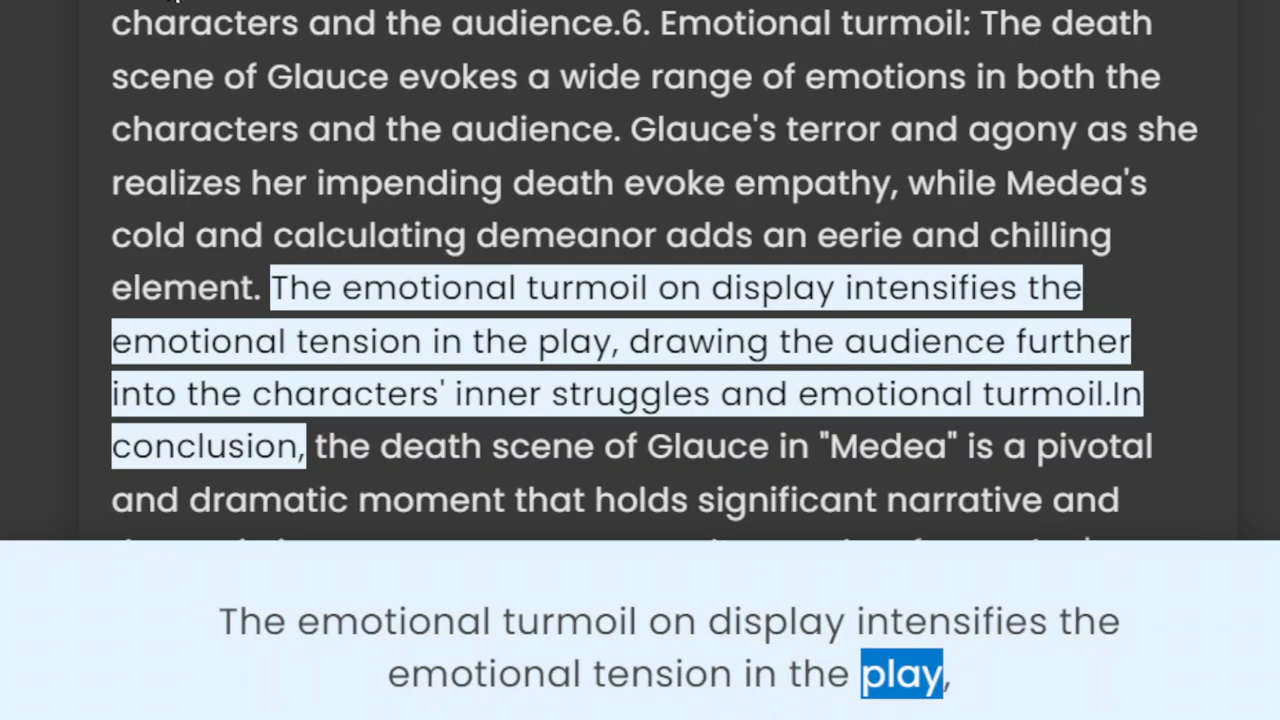 characters and the audience.6. Emotional turmoil: The death
scene of Glauce evokes a wide range of emotions in both the
characters and the audience. Glauce's terror and agony as she
realizes her impending death evoke empathy, while Medea's
cold and calculating demeanor adds an eerie and chilling
element. The emotional turmoil on display intensifies the
emotional tension in the play, drawing the audience further
into the characters' inner struggles and emotional turmoil.In
conclusion, the death scene of Glauce in "Medea" is a pivotal
and dramatic moment that holds significant narrative and
The emotional turmoil on display intensifies the
emotional tension in the play,